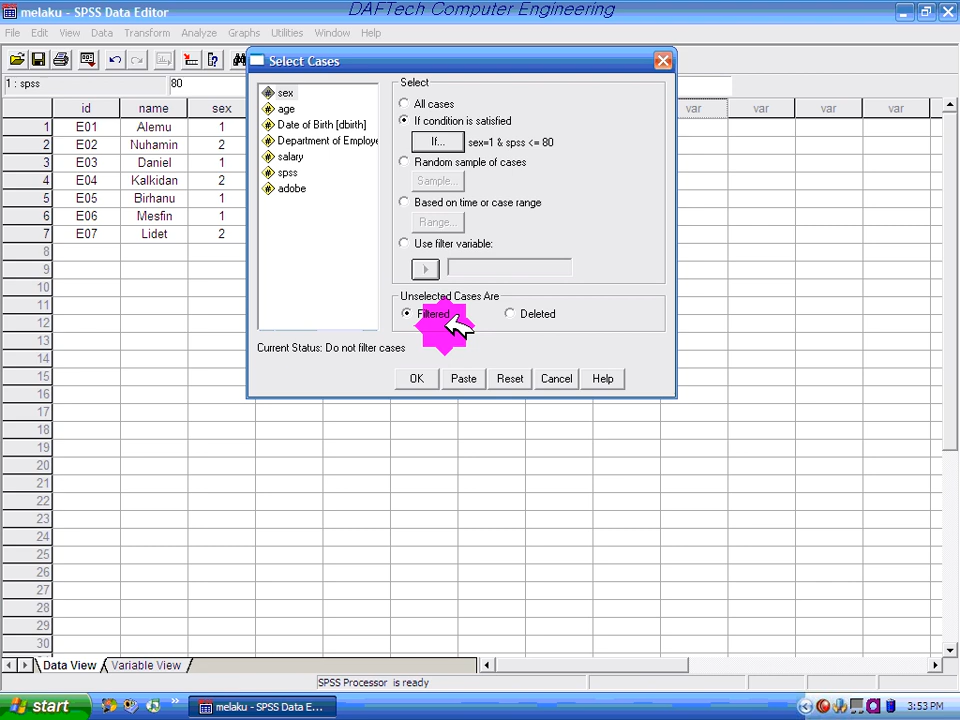 melaku - SPSS Data Editor
DAFTech Computer Engineering
File Edit View Data Transform Analyze Graphs Utilities Window Help
1 : spss 80
Select Cases
sex
age
Date of Birth [dbirth]
Department of Employe
salary
spss
adobe
Select
All cases
If condition is satisfied
If... sex=1 & spss <= 80
Random sample of cases
Sample...
Based on time or case range
Range...
Use filter variable:
Unselected Cases Are
Filtered Deleted
Current Status: Do not filter cases
OK Paste Reset Cancel Help
id name sex var var var var
1 E01 Alemu 1
2 E02 Nuhamin 2
3 E03 Daniel 1
4 E04 Kalkidan 2
5 E05 Birhanu 1
6 E06 Mesfin 1
7 E07 Lidet 2
8
9
10
11
12
13
14
15
16
17
18
19
20
21
22
23
24
25
26
27
28
29
30
Data View Variable View
SPSS Processor is ready
start
melaku - SPSS Data E...
3:53 PM